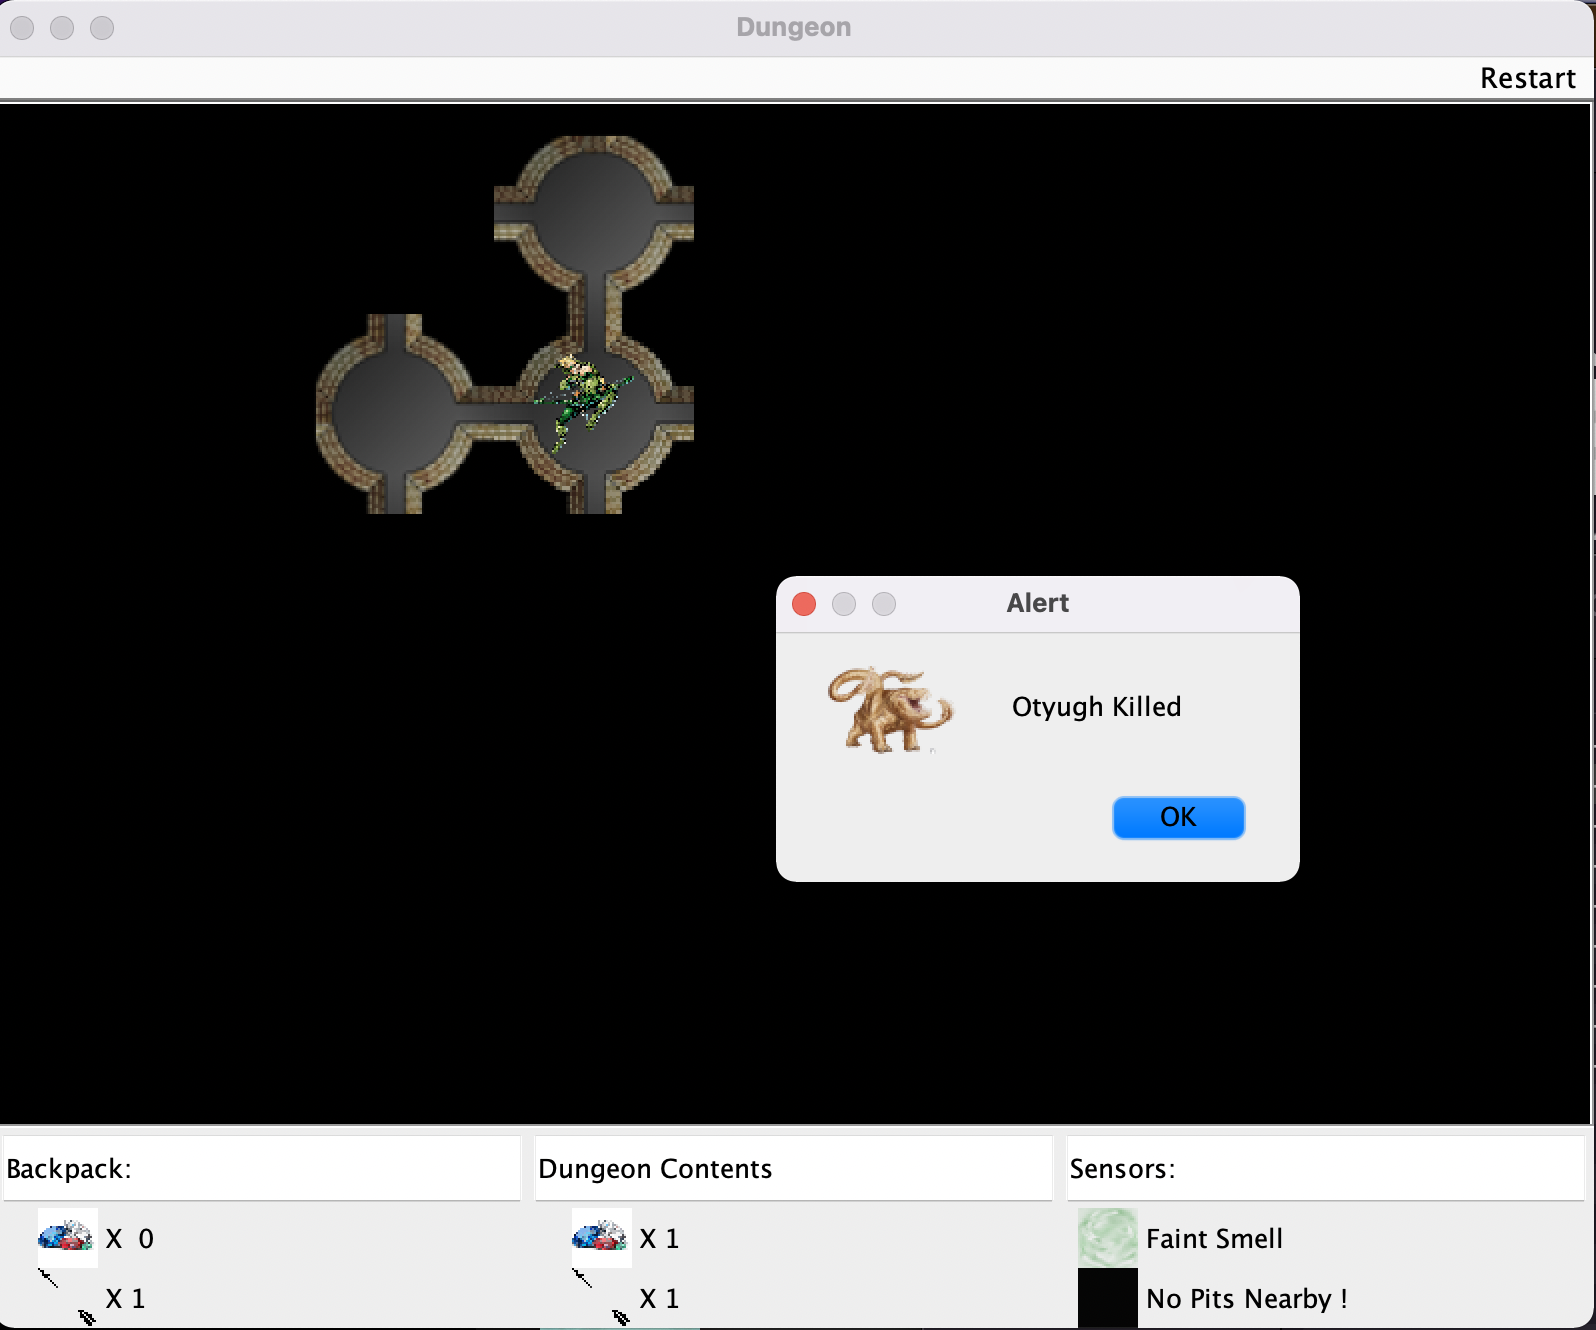 Dungeon
Restart
Alert
Otyugh Killed
OK
Backpack:
X 0
X 1
Dungeon Contents
X 1
X 1
Sensors:
Faint Smell
No Pits Nearby !